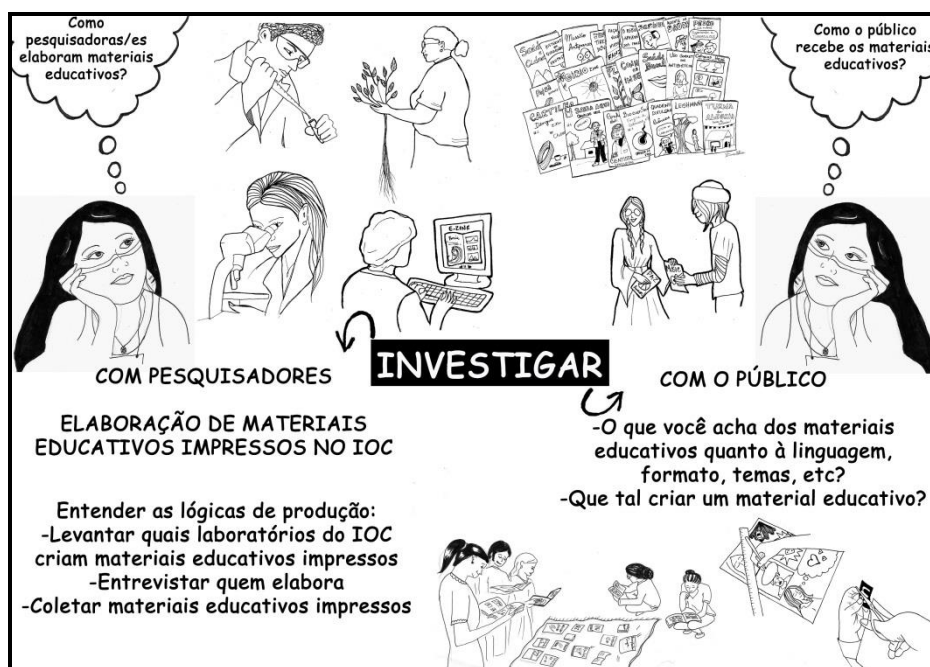 Como
pesquisadoras/es
elaboram materiais
educativos?
Como o público
recebe os materiais
educativos?
E-ZINE
INVESTIGAR
COM PESQUISADORES
ELABORAÇÃO DE MATERIAIS
EDUCATIVOS IMPRESSOS NO IOC
Entender as lógicas de produção:
-Levantar quais laboratórios do IOC
criam materiais educativos impressos
-Entrevistar quem elabora
-Coletar materiais educativos impressos
COM O PÚBLICO
-O que você acha dos materiais
educativos quanto à linguagem,
formato, temas, etc?
-Que tal criar um material educativo?